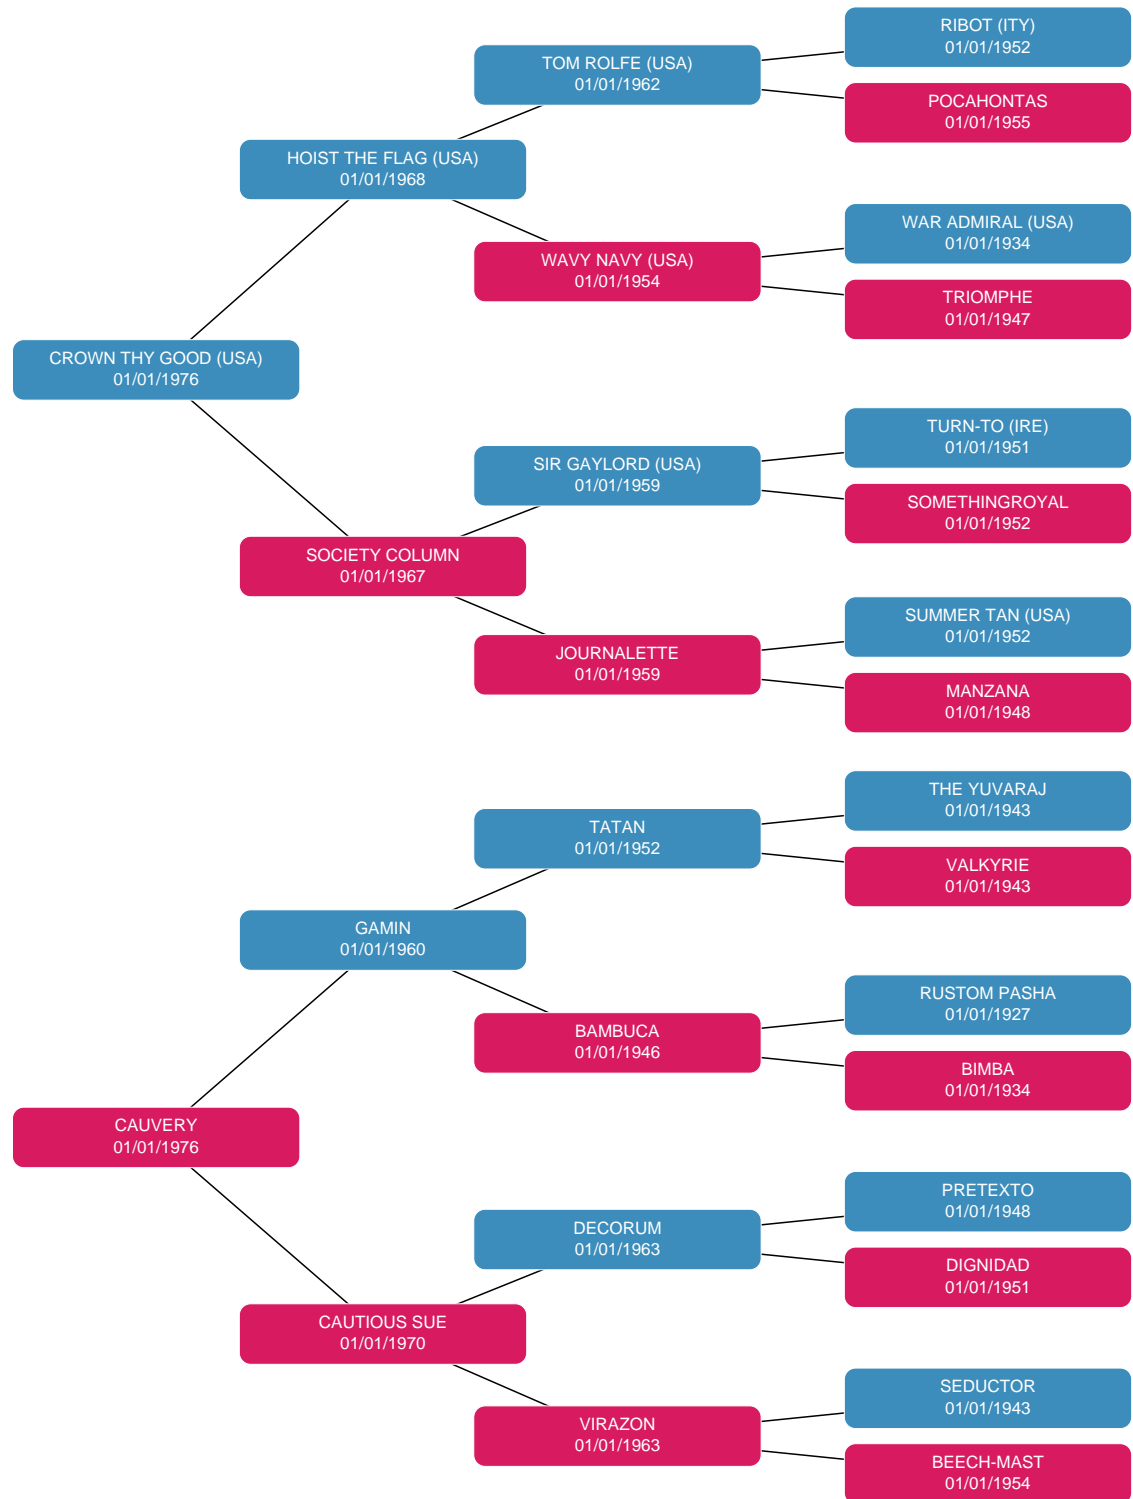 RIBOT (ITY)
01/01/1952
TOM ROLFE (USA)
01/01/1962
POCAHONTAS
01/01/1955
HOIST THE FLAG (USA)
01/01/1968
WAR ADMIRAL (USA)
01/01/1934
WAVY NAVY (USA)
01/01/1954
TRIOMPHE
01/01/1947
CROWN THY GOOD (USA)
01/01/1976
TURN-TO (IRE)
01/01/1951
SIR GAYLORD (USA)
01/01/1959
SOMETHINGROYAL
01/01/1952
SOCIETY COLUMN
01/01/1967
SUMMER TAN (USA)
01/01/1952
JOURNALETTE
01/01/1959
MANZANA
01/01/1948
THE YUVARAJ
01/01/1943
TATAN
01/01/1952
VALKYRIE
01/01/1943
GAMIN
01/01/1960
RUSTOM PASHA
01/01/1927
BAMBUCA
01/01/1946
BIMBA
01/01/1934
CAUVERY
01/01/1976
PRETEXTO
01/01/1948
DECORUM
01/01/1963
DIGNIDAD
01/01/1951
CAUTIOUS SUE
01/01/1970
SEDUCTOR
01/01/1943
VIRAZON
01/01/1963
BEECH-MAST
01/01/1954